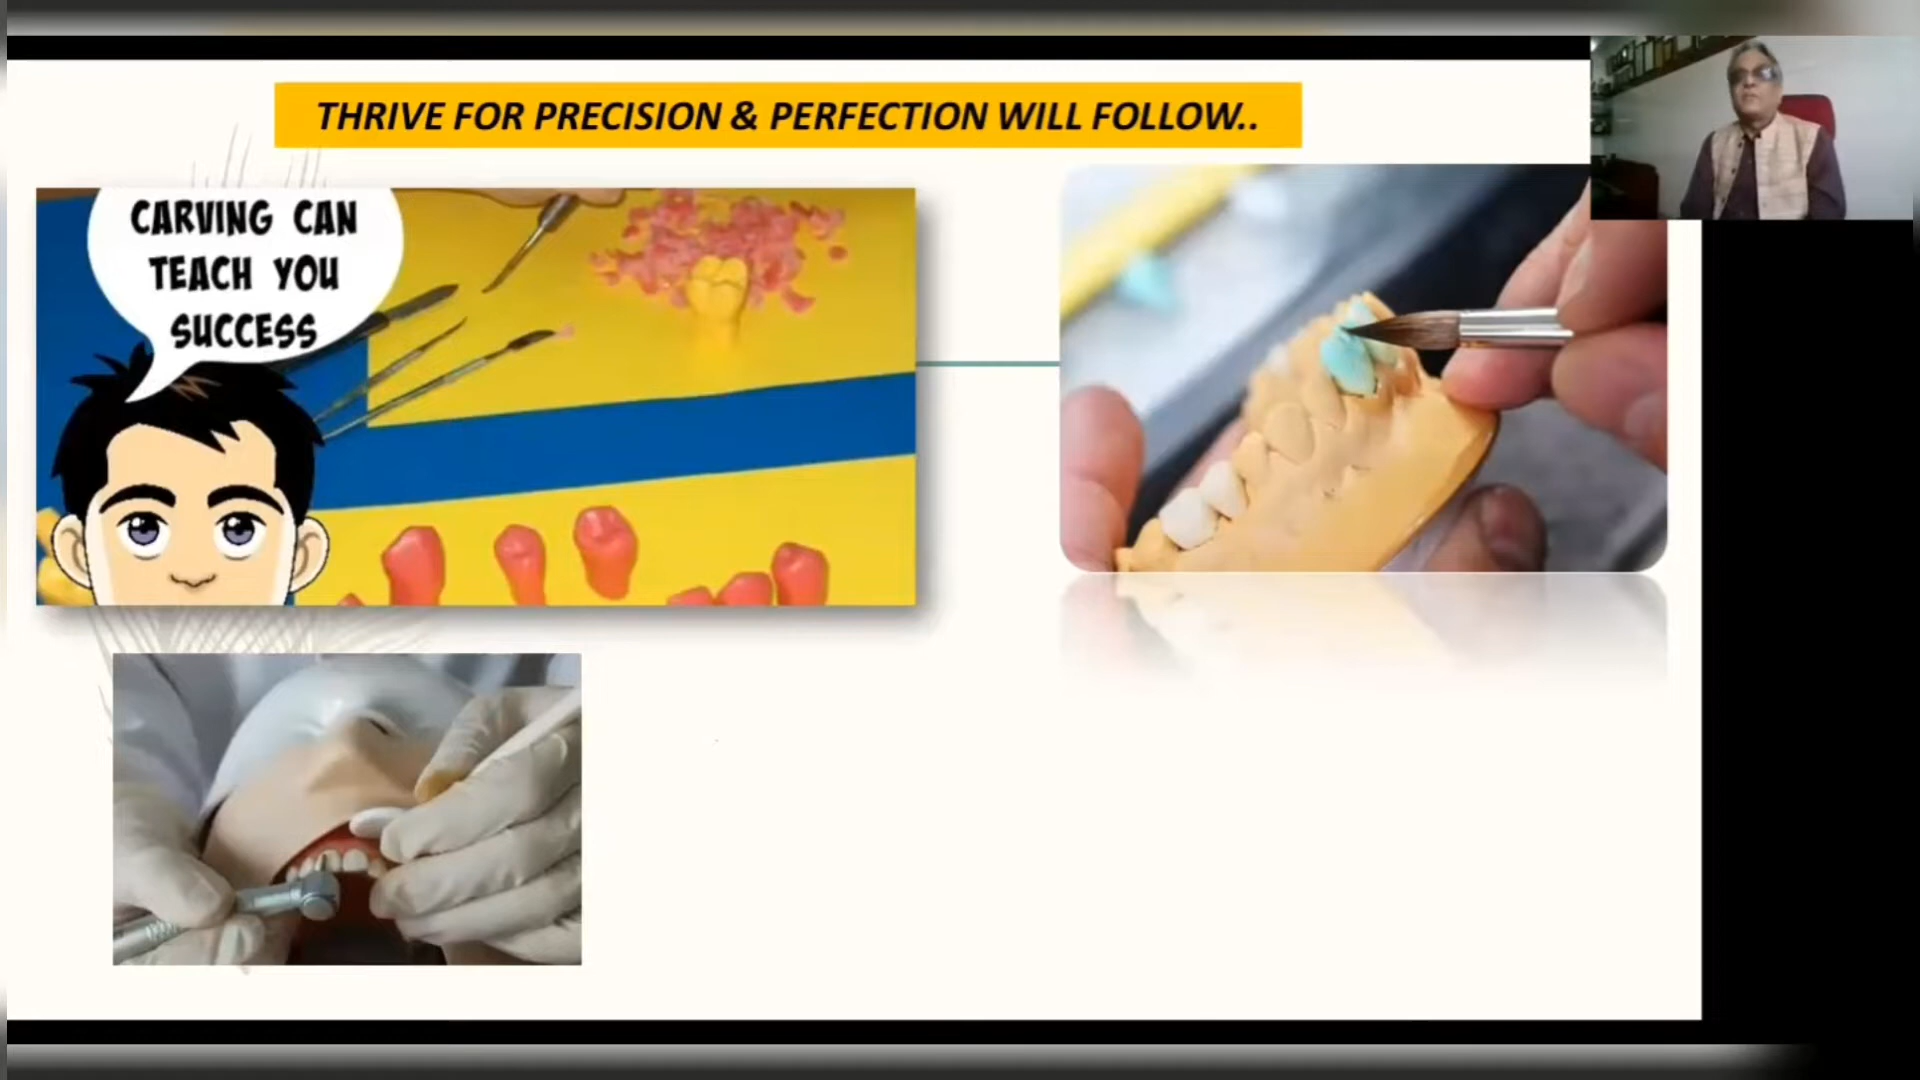 THRIVE FOR PRECISION & PERFECTION WILL FOLLOW..
CARVING CAN
TEACH YOU
SUCCESS